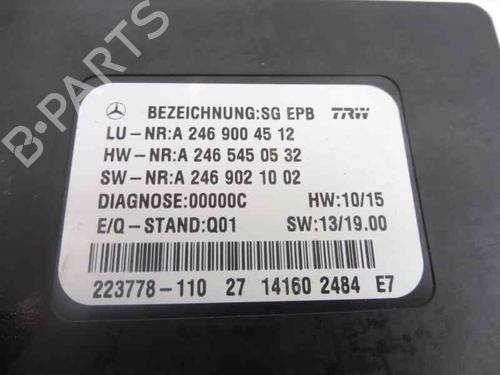 B-PARTS
BEZEICHNUNG:SG EPB TRW
LU-NR:A 246 900 45 12
HW-NR:A 246 545 05 32
SW-NR:A 246 902 10 02
DIAGNOSE:00000C HW:10/15
E/Q-STAND:Q01 SW:13/19.00
223778-110 27 14160 2484 E7